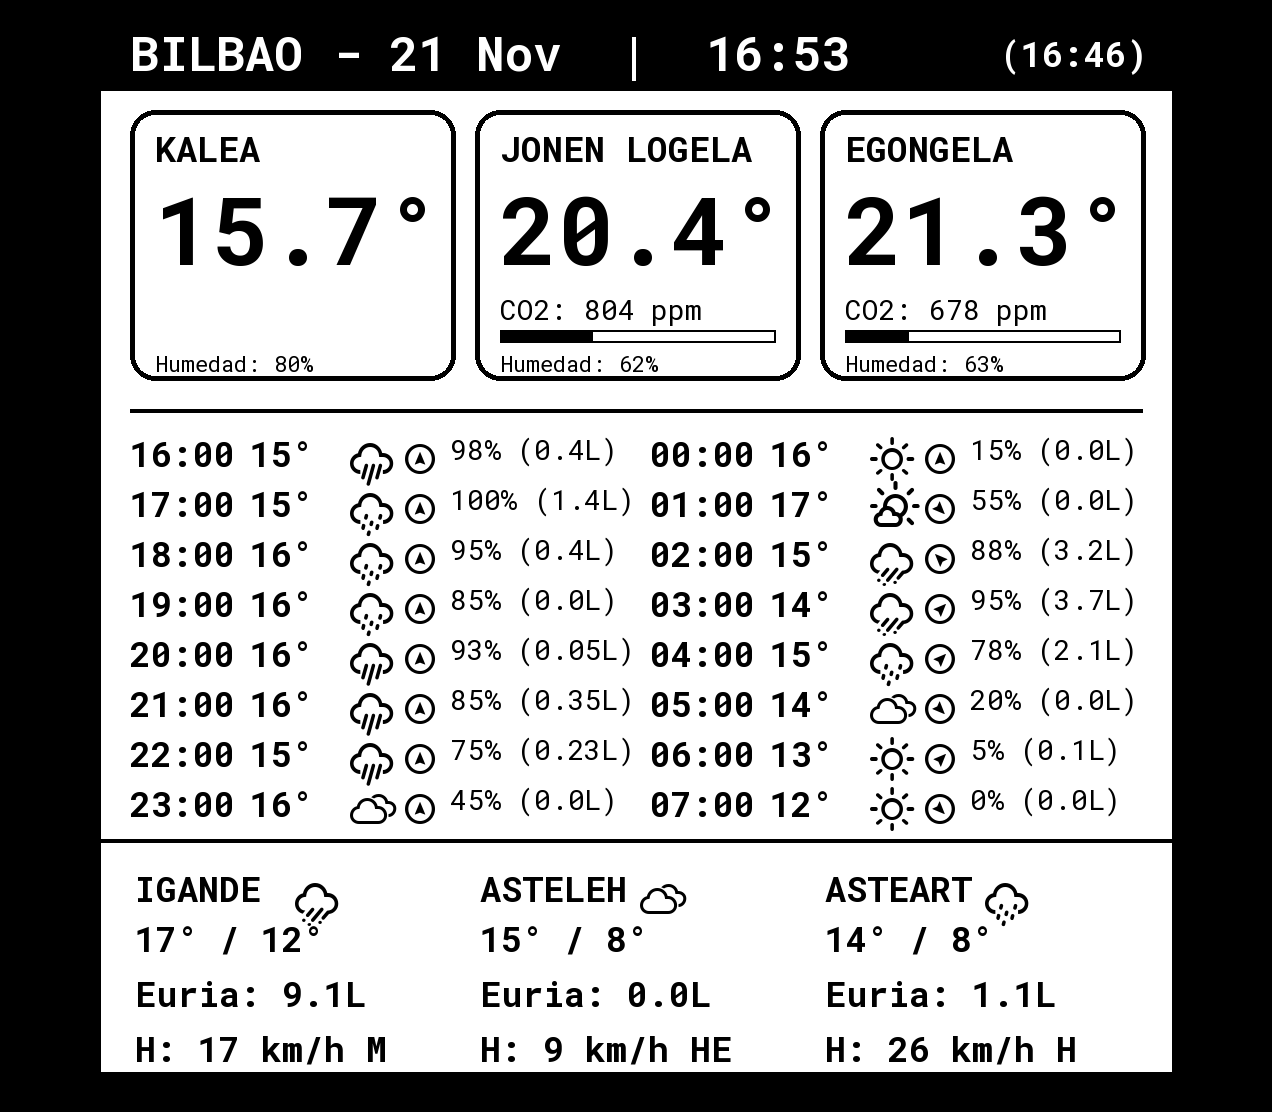 BILBAO - 21 Nov | 16:53 (16:46)
KALEA
15.7°
Humedad: 80%
JONEN LOGELA
20.4°
CO2: 804 ppm
Humedad: 62%
EGONGELA
21.3°
CO2: 678 ppm
Humedad: 63%
16:00 15° 98% (0.4L)
17:00 15° 100% (1.4L)
18:00 16° 95% (0.4L)
19:00 16° 85% (0.0L)
20:00 16° 93% (0.05L)
21:00 16° 85% (0.35L)
22:00 15° 75% (0.23L)
23:00 16° 45% (0.0L)
00:00 16° 15% (0.0L)
01:00 17° 55% (0.0L)
02:00 15° 88% (3.2L)
03:00 14° 95% (3.7L)
04:00 15° 78% (2.1L)
05:00 14° 20% (0.0L)
06:00 13° 5% (0.1L)
07:00 12° 0% (0.0L)
IGANDE
17° / 12°
Euria: 9.1L
H: 17 km/h M
ASTELEH
15° / 8°
Euria: 0.0L
H: 9 km/h HE
ASTEART
14° / 8°
Euria: 1.1L
H: 26 km/h H